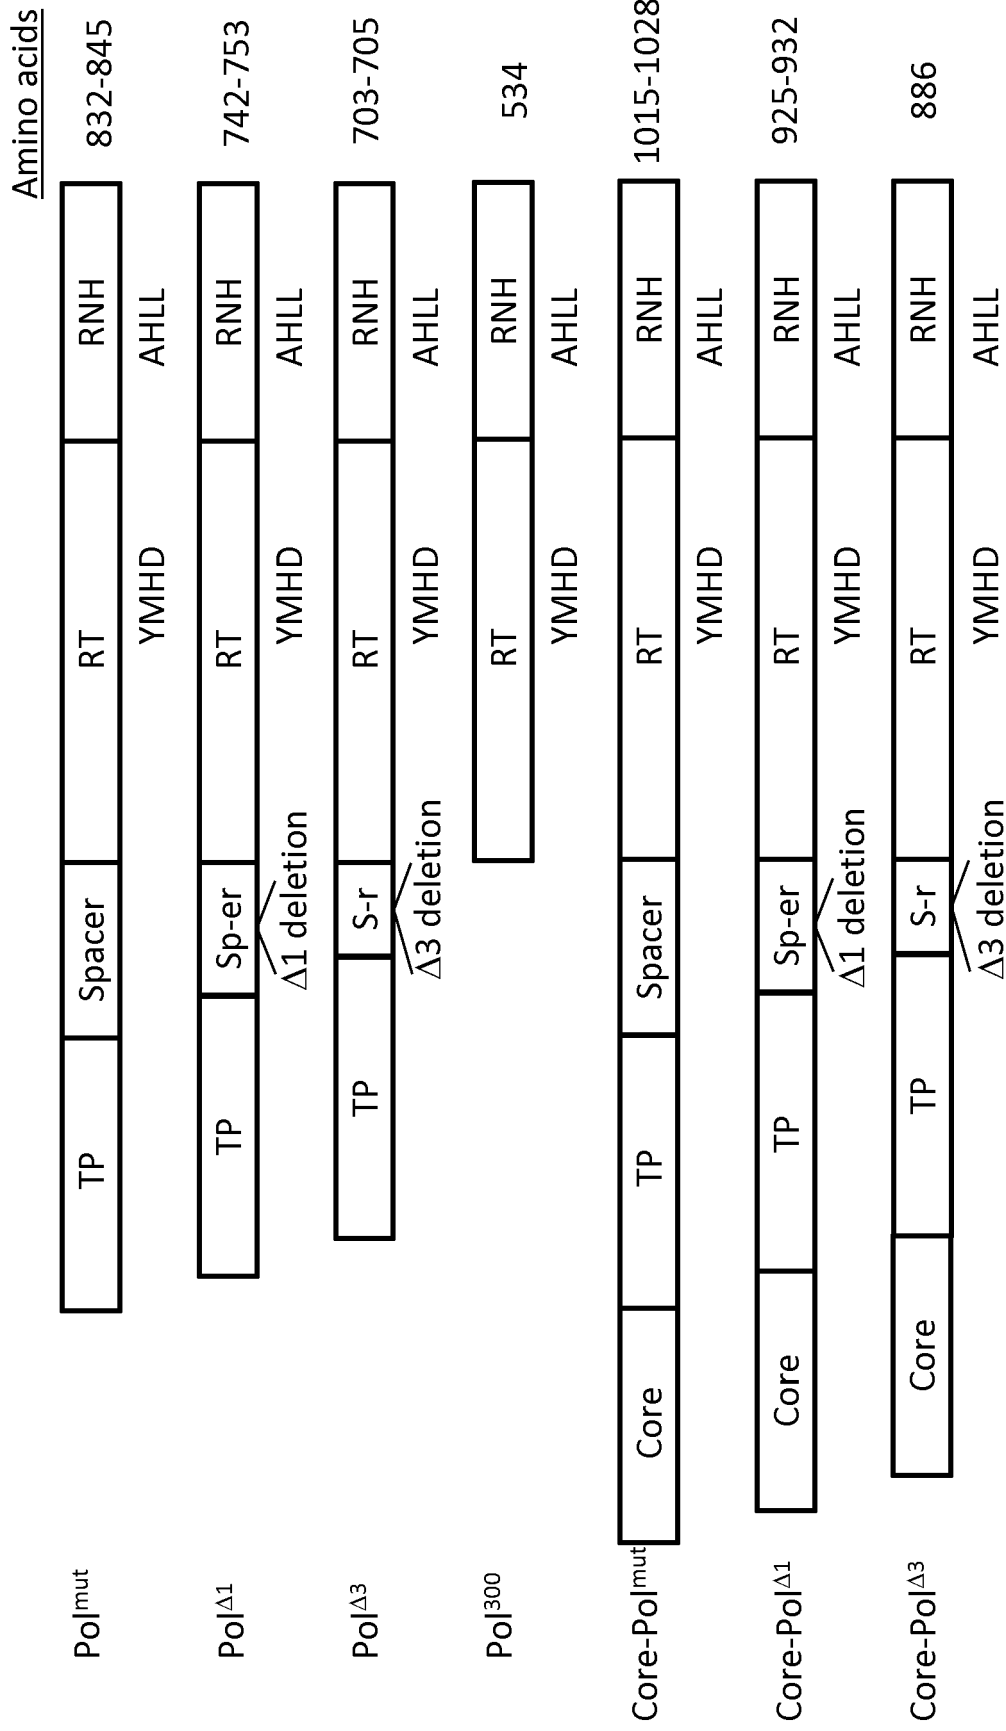 Amino acids
Pol^mut TP Spacer RT RNH 832-845
YMHD AHLL
Pol^Δ1 TP Sp-er RT RNH 742-753
Δ1 deletion YMHD AHLL
Pol^Δ3 TP S-r RT RNH 703-705
Δ3 deletion YMHD AHLL
Pol^300 RT RNH 534
YMHD AHLL
Core-Pol^mut Core TP Spacer RT RNH 1015-1028
YMHD AHLL
Core-Pol^Δ1 Core TP Sp-er RT RNH 925-932
Δ1 deletion YMHD AHLL
Core-Pol^Δ3 Core TP S-r RT RNH 886
Δ3 deletion YMHD AHLL